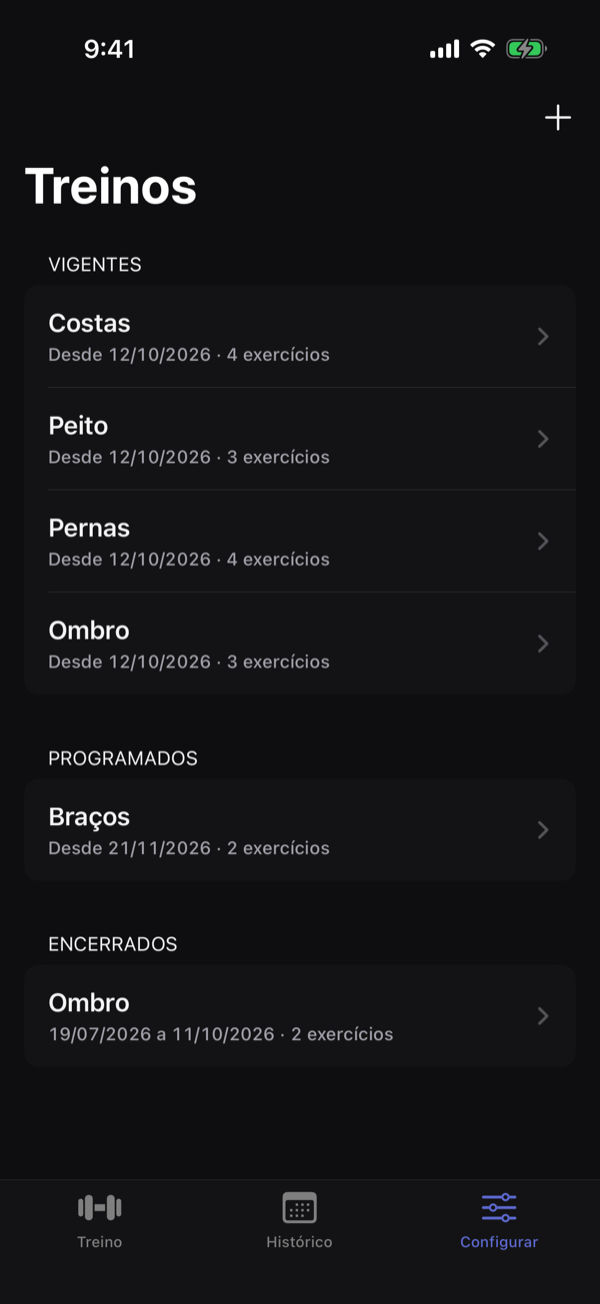 9:41
Treinos
VIGENTES
Costas
Desde 12/10/2026 · 4 exercícios
Peito
Desde 12/10/2026 · 3 exercícios
Pernas
Desde 12/10/2026 · 4 exercícios
Ombro
Desde 12/10/2026 · 3 exercícios
PROGRAMADOS
Braços
Desde 21/11/2026 · 2 exercícios
ENCERRADOS
Ombro
19/07/2026 a 11/10/2026 · 2 exercícios
Treino
Histórico
Configurar